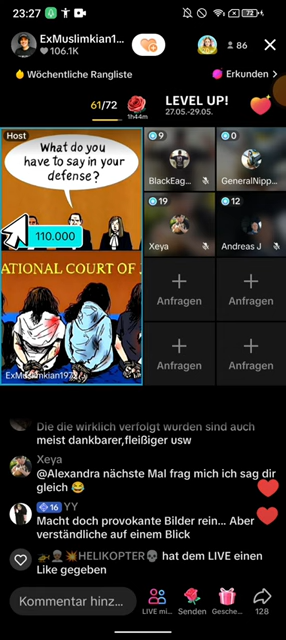 23:27
72
ExMuslimkian1...
106.1K
86
Wöchentliche Rangliste
Erkunden >
61/72
1h44m
LEVEL UP!
27.05.-29.05.
Host
What do you
have to say in your
defense?
110.000
ATIONAL COURT OF
ExMuslimkian1972
9
BlackEag...
0
GeneralNipp...
19
Xeya
12
Andreas J
Anfragen
Anfragen
Anfragen
Anfragen
Die die wirklich verfolgt wurden sind auch
meist dankbarer,fleißiger usw
Xeya
@Alexandra nächste Mal frag mich ich sag dir
gleich 😂
16 YY
Macht doch provokante Bilder rein... Aber
verständliche auf einem Blick
HELIKOPTER💀 hat dem LIVE einen
Like gegeben
Kommentar hinz...
LIVE mi...
Senden
Gesche...
128